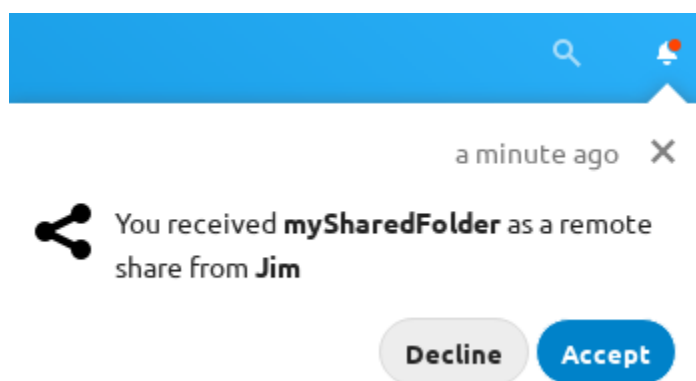 a minute ago
You received mySharedFolder as a remote
share from Jim
Decline Accept